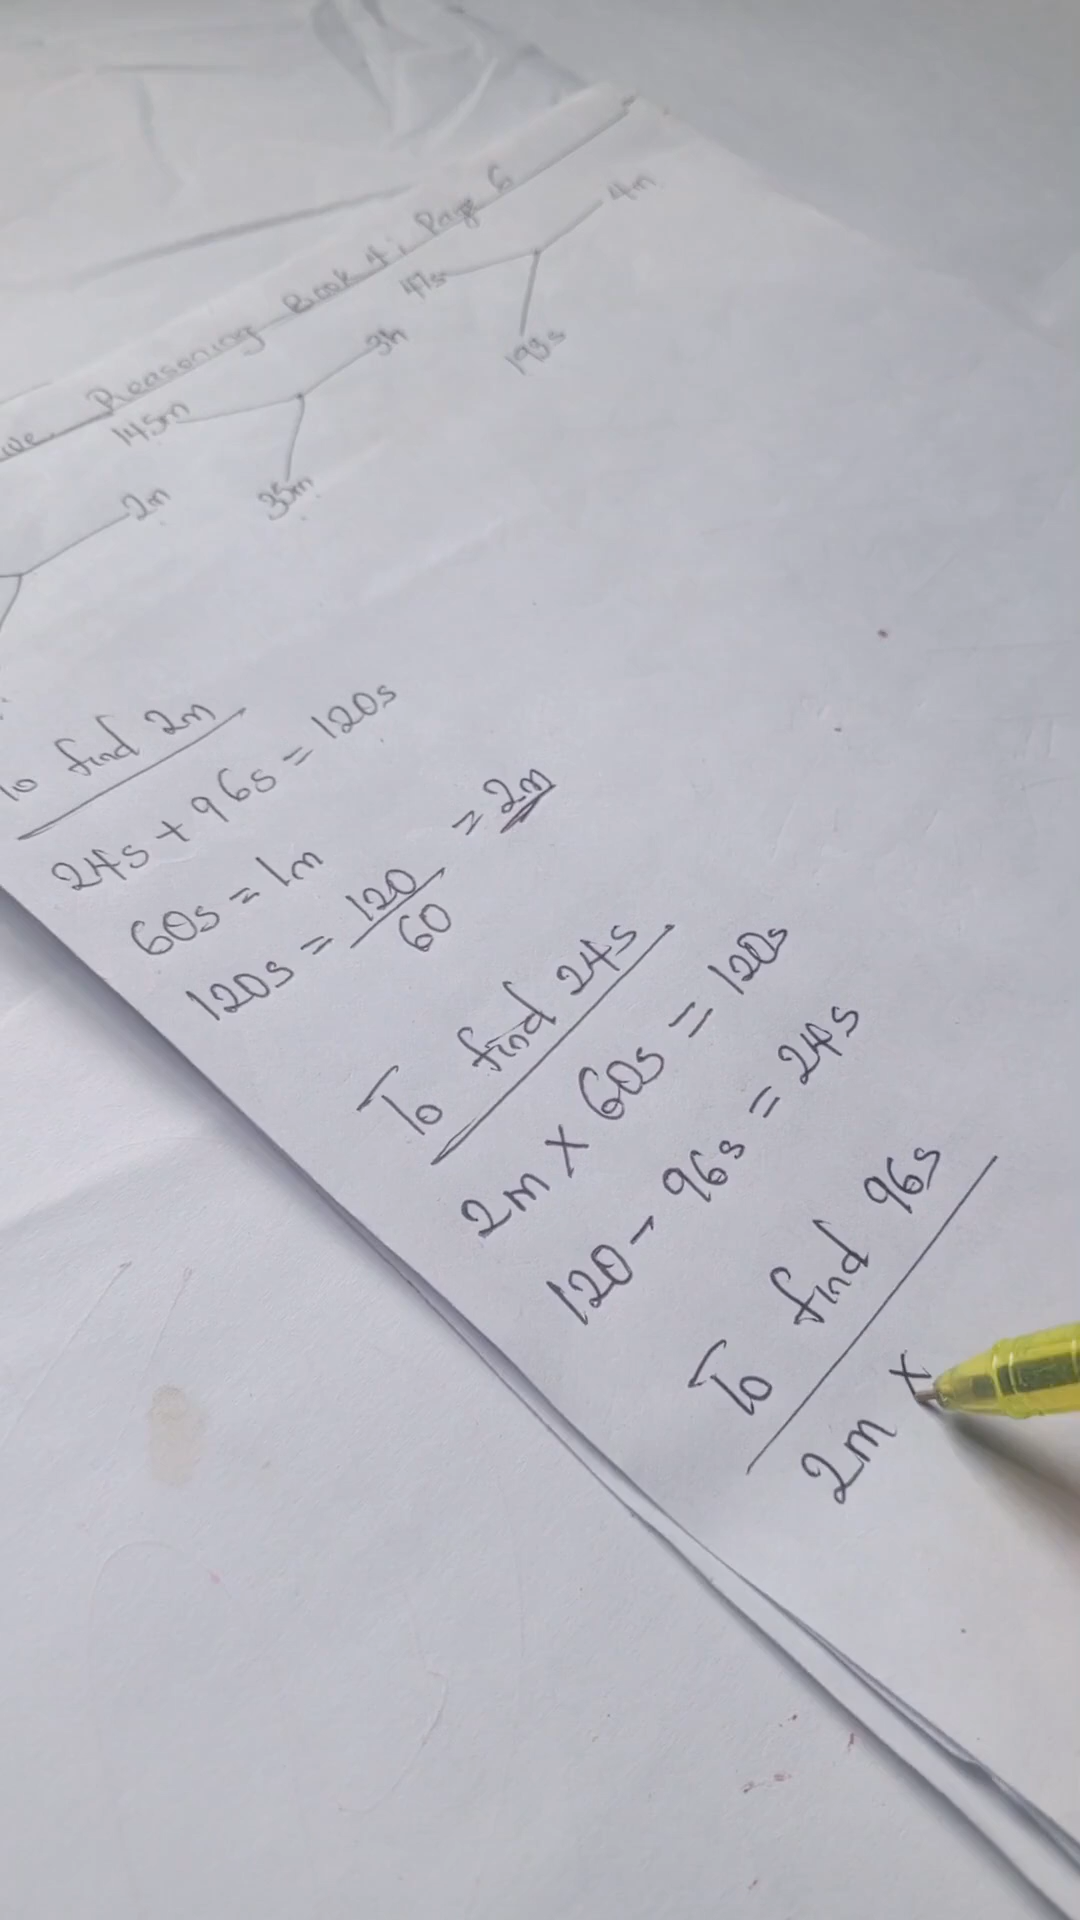 Reasoning Book 4; Page 6
2m
145m 3h
35m
47s 4m
193s
To find 2m
24s + 96s = 120s
60s = 1m
120s = 120/60 = 2m
To find 24s
2m x 60s = 120s
120 - 96s = 24s
To find 96s
2m x